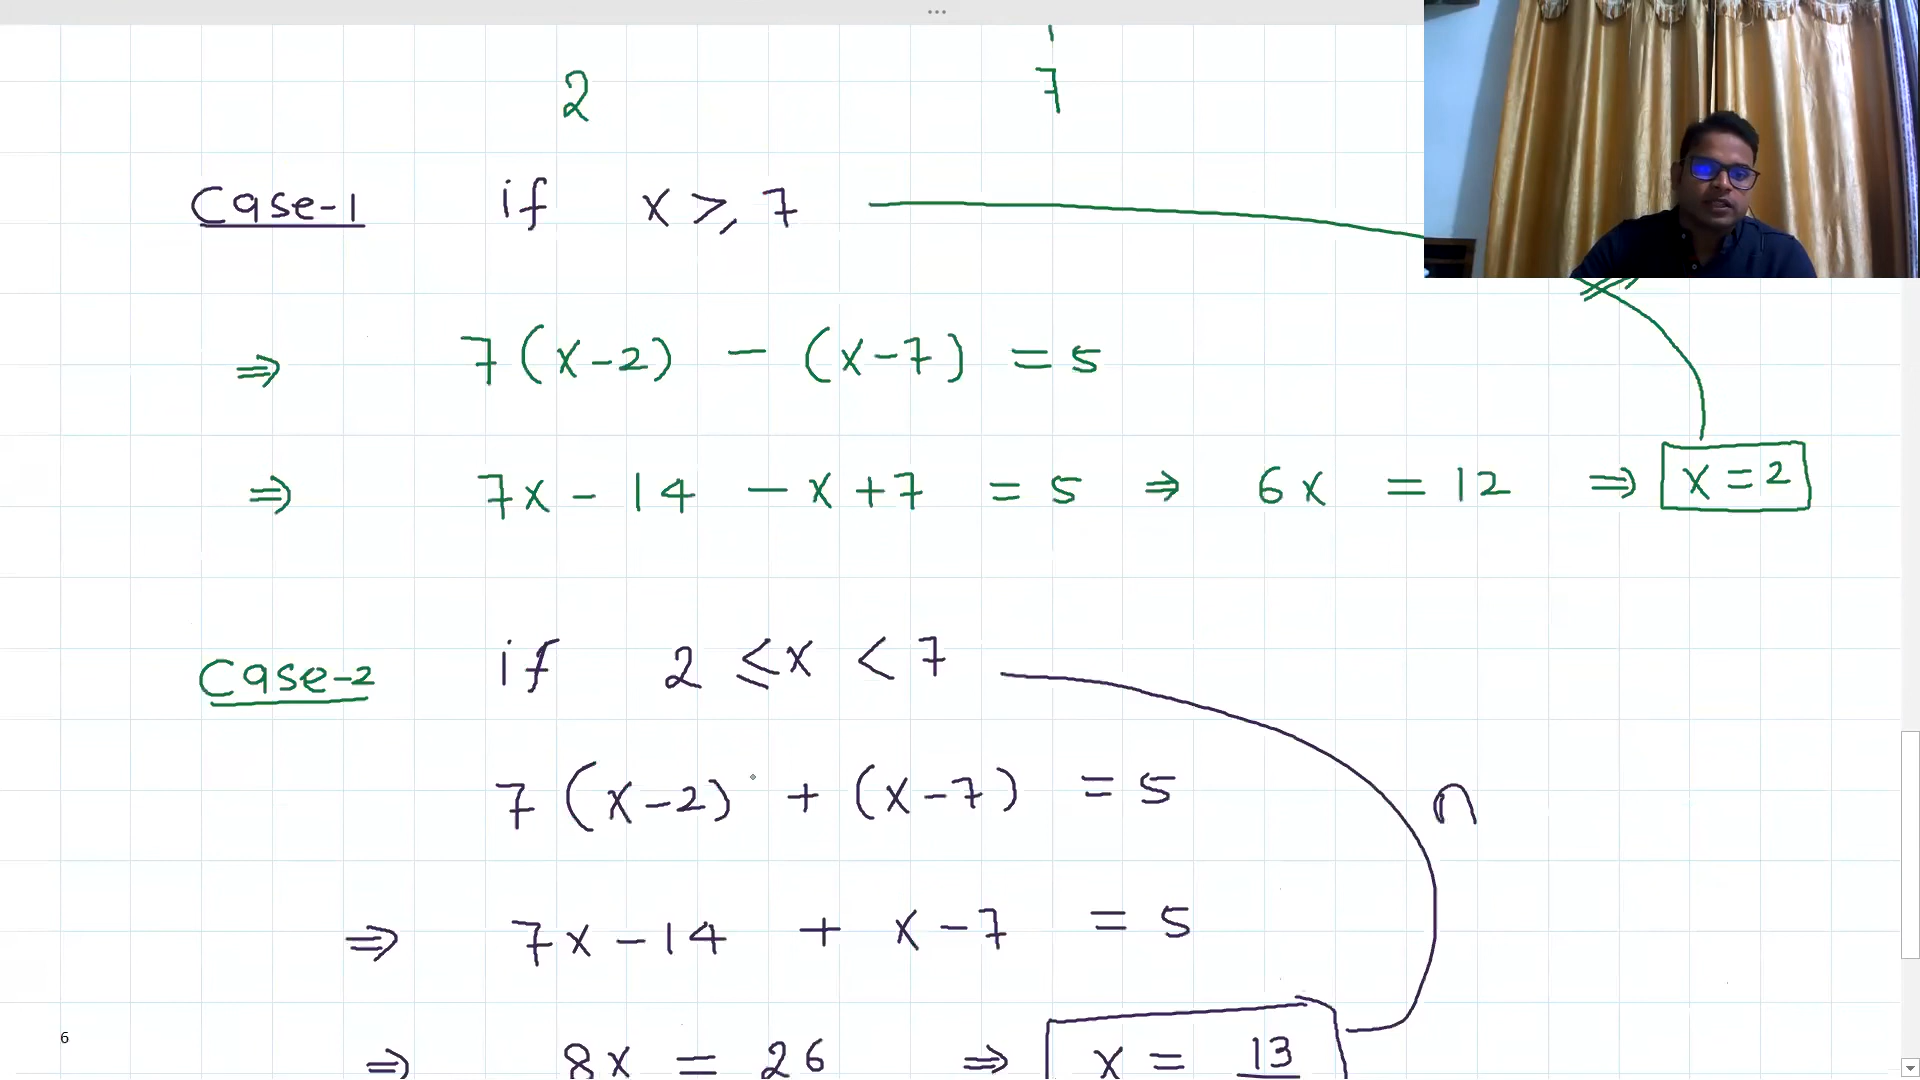 2 7
Case-1 if x ≥ 7
⇒ 7(x-2) - (x-7) = 5
⇒ 7x - 14 - x + 7 = 5 ⇒ 6x = 12 ⇒ x = 2
Case-2 if 2 ≤ x < 7
7(x-2) + (x-7) = 5
∩
⇒ 7x - 14 + x - 7 = 5
⇒ 8x = 26 ⇒ x = 13
6